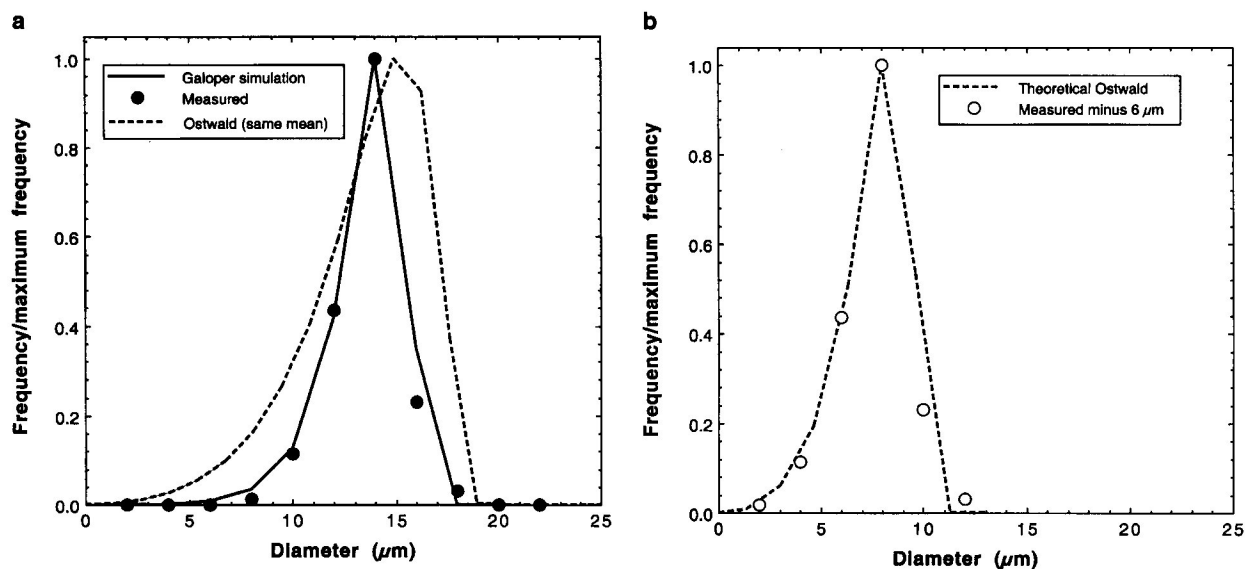 a
Frequency/maximum frequency
1.0
0.8
0.6
0.4
0.2
0.0
Galoper simulation
Measured
Ostwald (same mean)
0 5 10 15 20 25
Diameter (μm)
b
Frequency/maximum frequency
1.0
0.8
0.6
0.4
0.2
0.0
Theoretical Ostwald
Measured minus 6 μm
0 5 10 15 20 25
Diameter (μm)